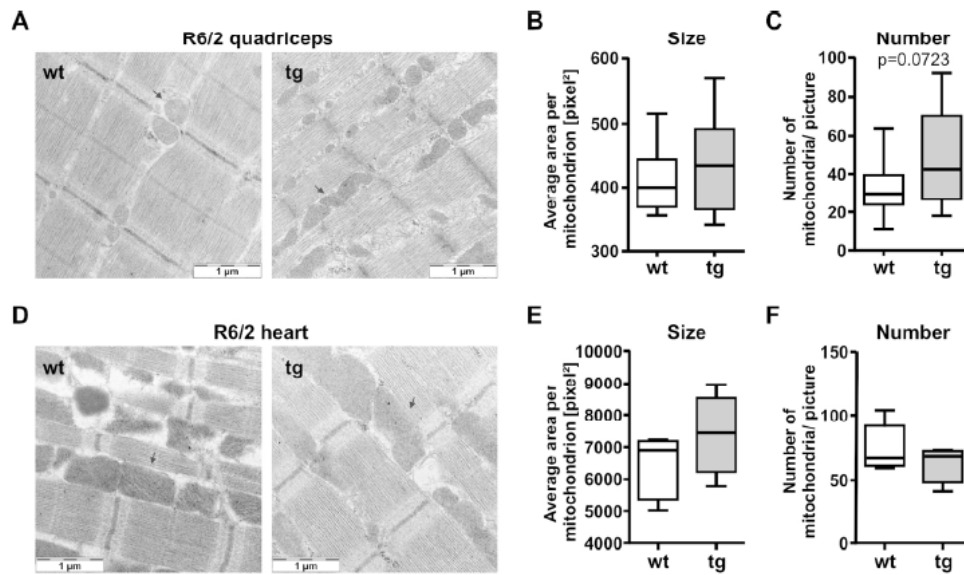 A
R6/2 quadriceps
wt
tg
1 µm
1 µm
B
Size
Average area per
mitochondrion [pixel²]
600
500
400
300
wt
tg
C
Number
p=0.0723
Number of
mitochondria/ picture
100
80
60
40
20
0
wt
tg
D
R6/2 heart
wt
tg
1 µm
1 µm
E
Size
Average area per
mitochondrion [pixel²]
10000
9000
8000
7000
6000
5000
4000
wt
tg
F
Number
Number of
mitochondria/ picture
150
100
50
0
wt
tg